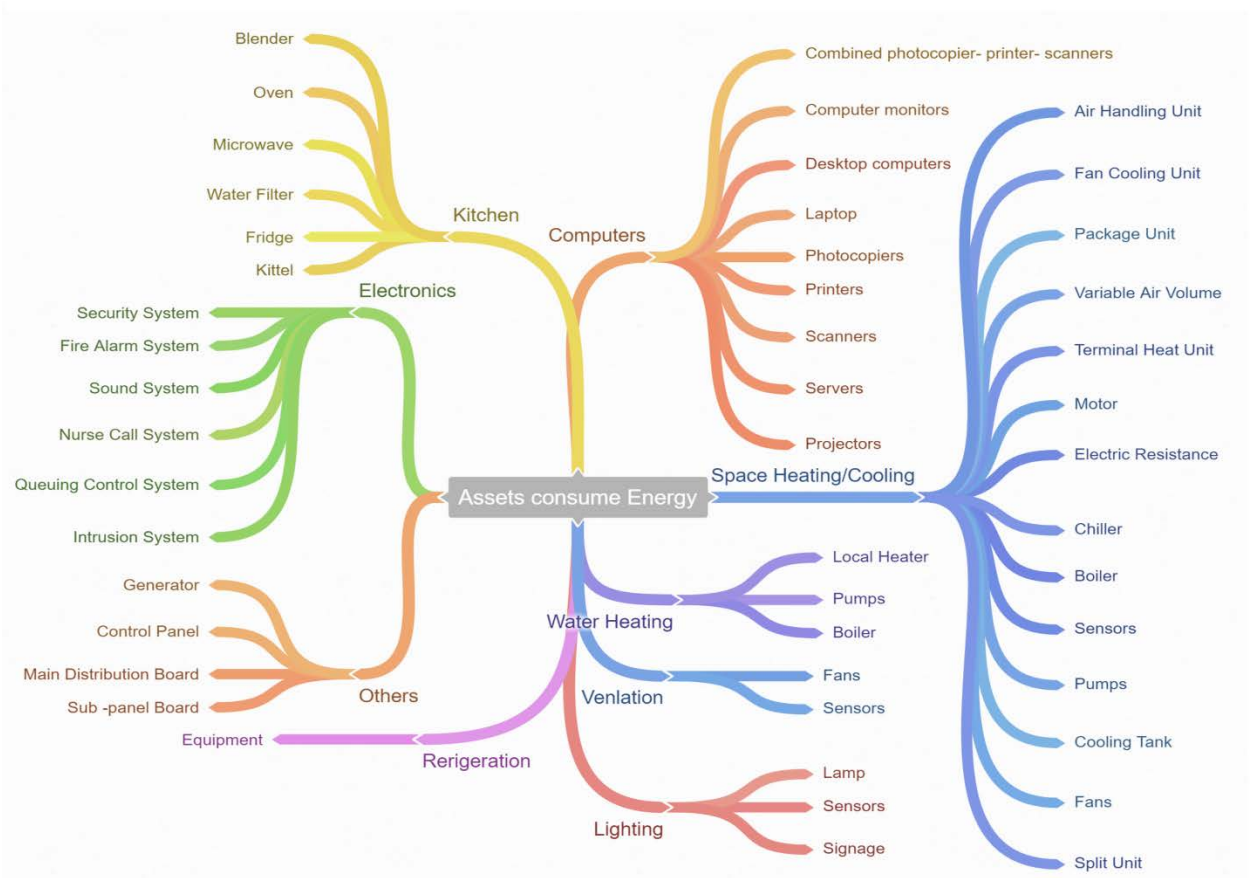 Assets consume Energy
Kitchen
Blender
Oven
Microwave
Water Filter
Fridge
Kittel
Electronics
Security System
Fire Alarm System
Sound System
Nurse Call System
Queuing Control System
Intrusion System
Others
Generator
Control Panel
Main Distribution Board
Sub -panel Board
Rerigeration
Equipment
Computers
Combined photocopier- printer- scanners
Computer monitors
Desktop computers
Laptop
Photocopiers
Printers
Scanners
Servers
Projectors
Space Heating/Cooling
Air Handling Unit
Fan Cooling Unit
Package Unit
Variable Air Volume
Terminal Heat Unit
Motor
Electric Resistance
Chiller
Boiler
Sensors
Pumps
Cooling Tank
Fans
Split Unit
Water Heating
Local Heater
Pumps
Boiler
Venlation
Fans
Sensors
Lighting
Lamp
Sensors
Signage